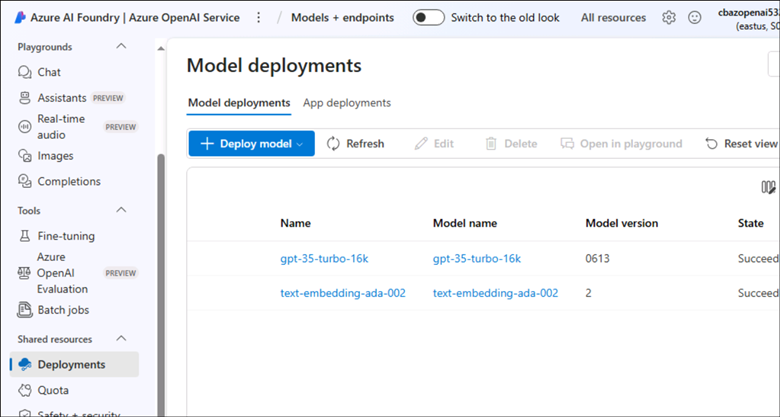 Azure AI Foundry | Azure OpenAI Service / Models + endpoints Switch to the old look All resources cbazopenai53
(eastus, S0
Playgrounds
Chat
Assistants PREVIEW
Real-time audio PREVIEW
Images
Completions
Tools
Fine-tuning
Azure OpenAI Evaluation PREVIEW
Batch jobs
Shared resources
Deployments
Quota
Safety + security
Model deployments
Model deployments App deployments
Deploy model Refresh Edit Delete Open in playground Reset view
Name Model name Model version State
gpt-35-turbo-16k gpt-35-turbo-16k 0613 Succeed
text-embedding-ada-002 text-embedding-ada-002 2 Succeed